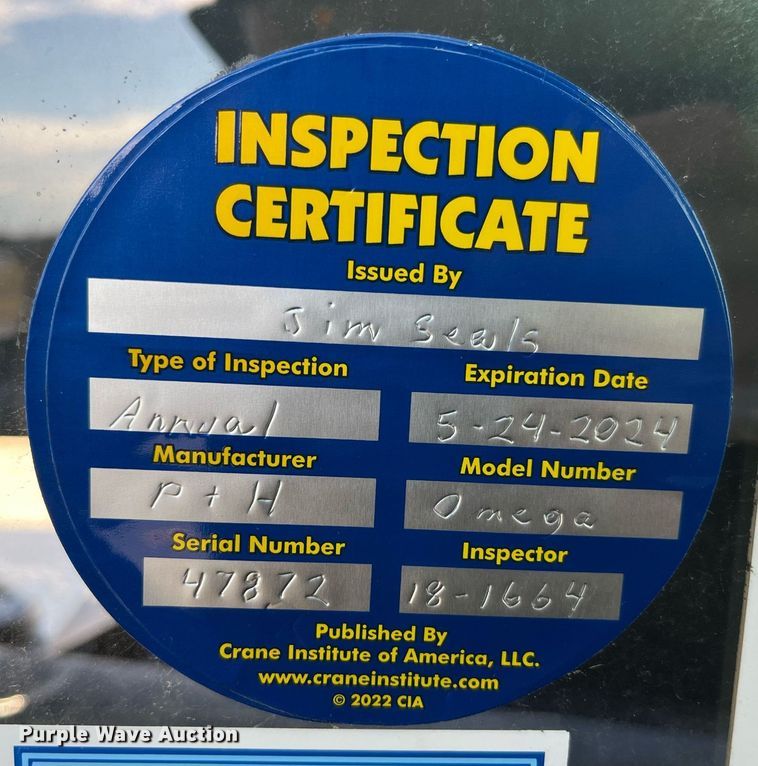 INSPECTION
CERTIFICATE
Issued By
Jim Seals
Type of Inspection
Expiration Date
Annual
5-24-2024
Manufacturer
Model Number
P + H
Omega
Serial Number
Inspector
47872
18-1664
Published By
Crane Institute of America, LLC.
www.craneinstitute.com
© 2022 CIA
Purple Wave Auction